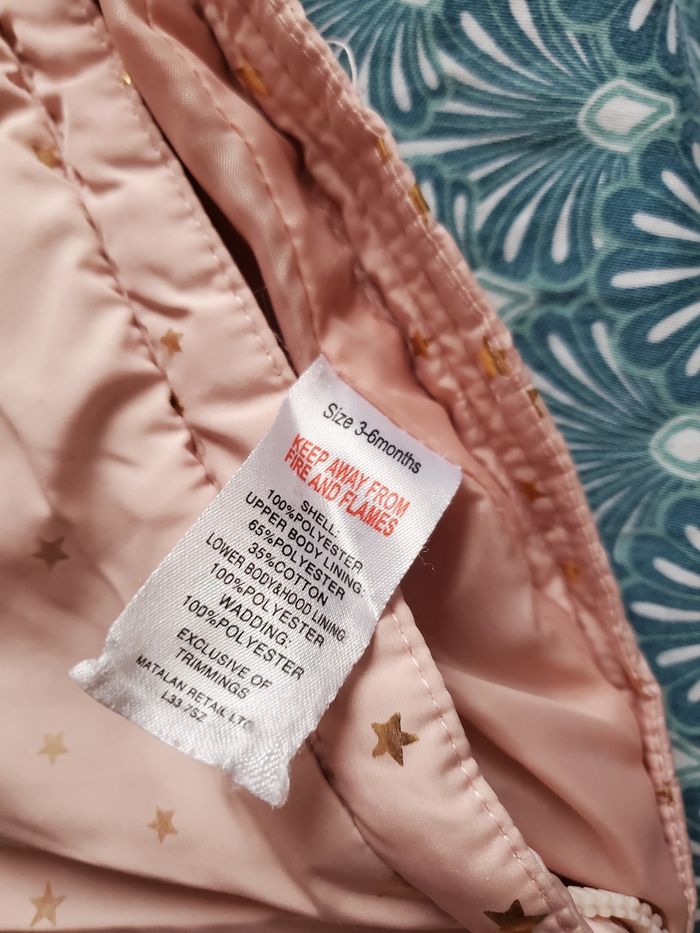 Size 3-6months
KEEP AWAY FROM
FIRE AND FLAMES
SHELL:
100%POLYESTER
UPPER BODY LINING:
65%POLYESTER
35%COTTON
LOWER BODY&HOOD LINING:
100%POLYESTER
WADDING:
100%POLYESTER
EXCLUSIVE OF
TRIMMINGS
MATALAN RETAIL LTD
L33 7SZ